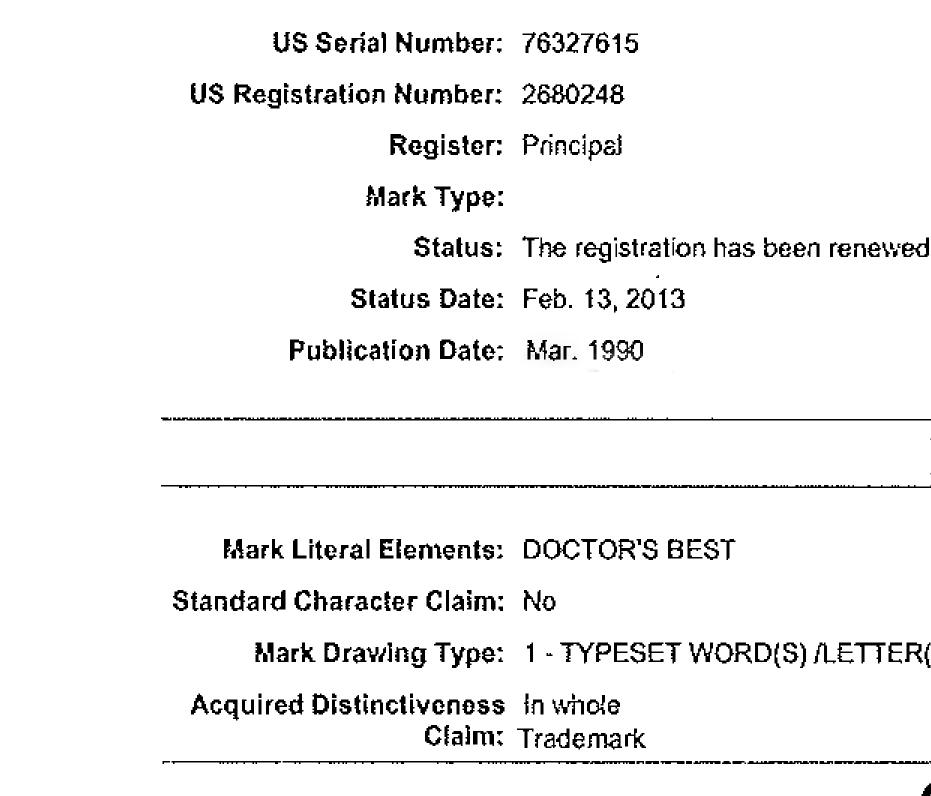 US Serial Number: 76327615
US Registration Number: 2680248
Register: Principal
Mark Type:
Status: The registration has been renewed
Status Date: Feb. 13, 2013
Publication Date: Mar. 1990
Mark Literal Elements: DOCTOR'S BEST
Standard Character Claim: No
Mark Drawing Type: 1 - TYPESET WORD(S) /LETTER(
Acquired Distinctiveness In whole
Claim: Trademark